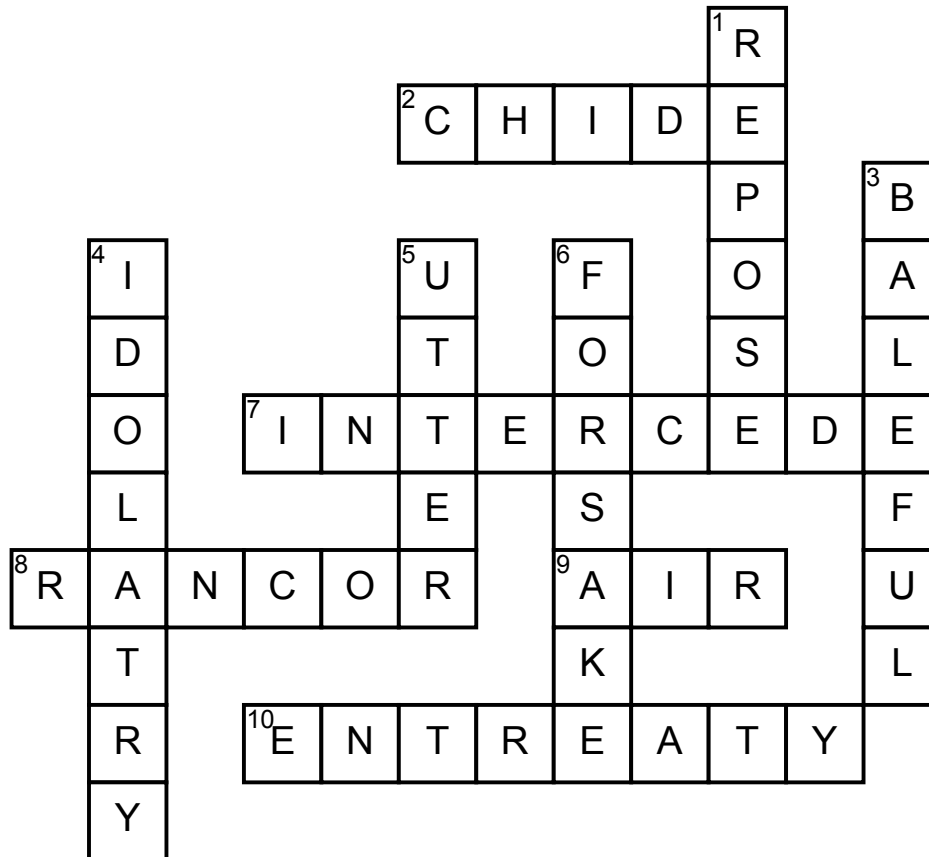 1 R
2 C H I D E
P 3 B
4 I 5 U 6 F O A
D T O S L
O 7 I N T E R C E D E
L E S F
8 R A N C O R 9 A I R U
T K L
R 10 E N T R E A T Y
Y